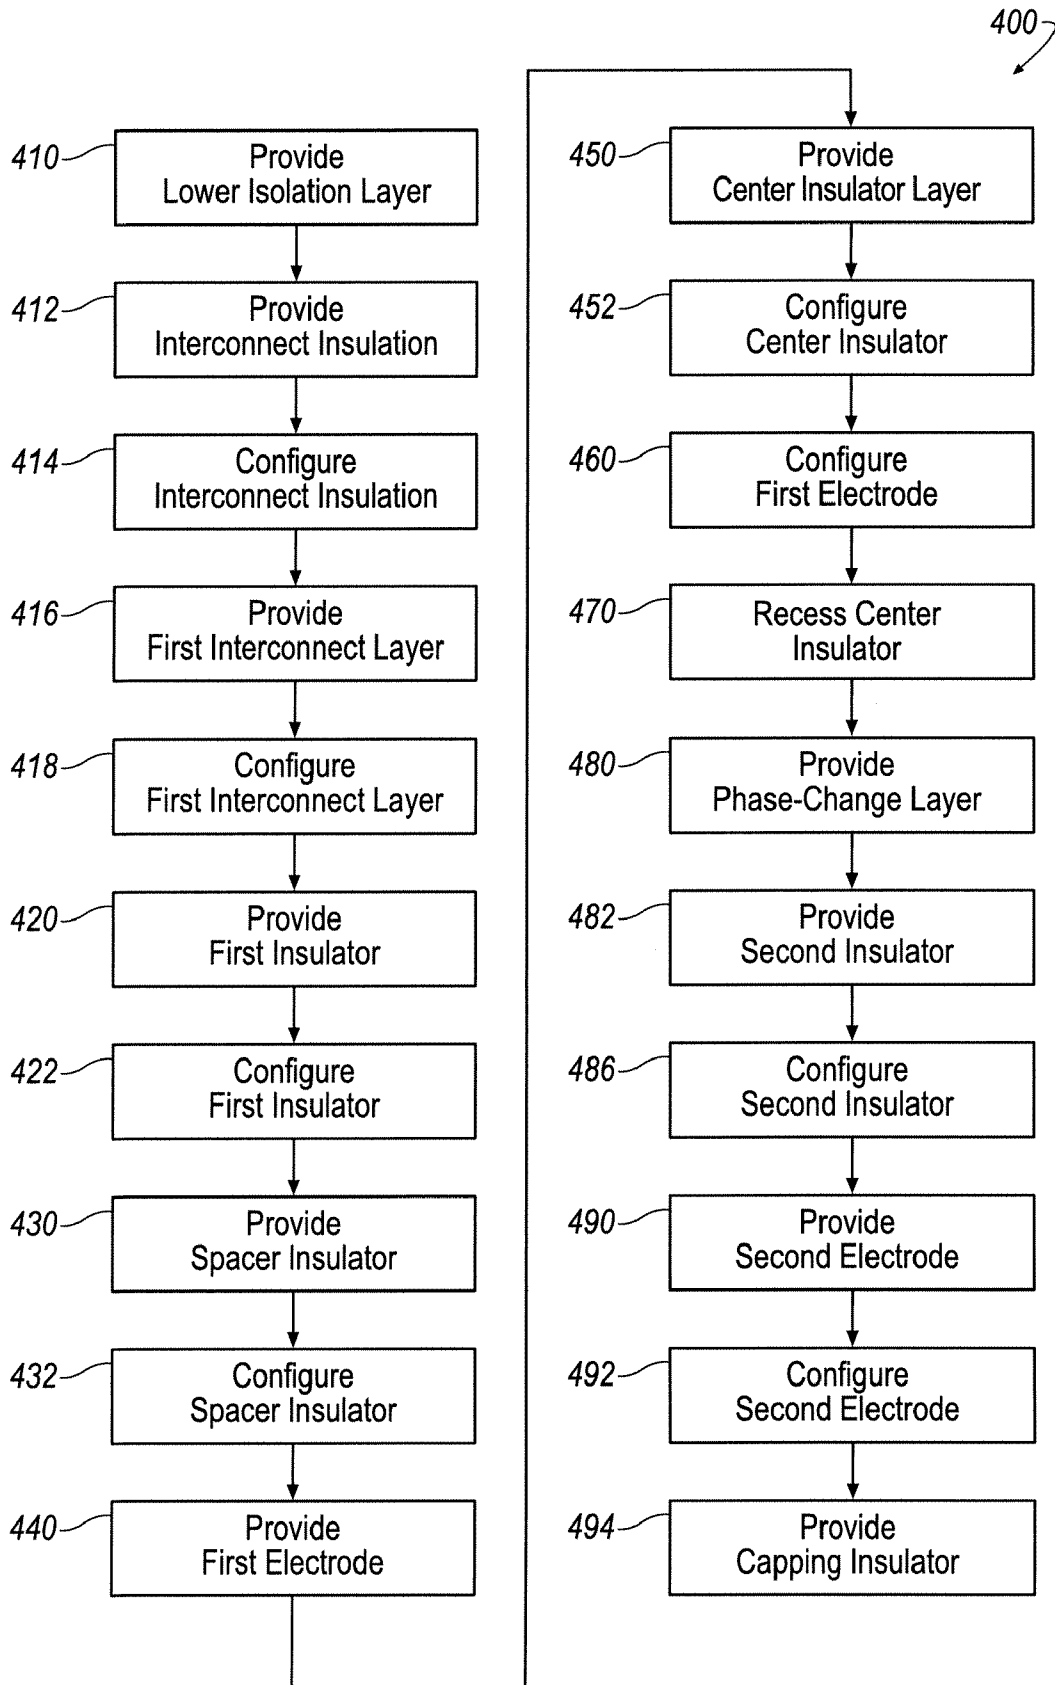 400
410
Provide
Lower Isolation Layer
412
Provide
Interconnect Insulation
414
Configure
Interconnect Insulation
416
Provide
First Interconnect Layer
418
Configure
First Interconnect Layer
420
Provide
First Insulator
422
Configure
First Insulator
430
Provide
Spacer Insulator
432
Configure
Spacer Insulator
440
Provide
First Electrode
450
Provide
Center Insulator Layer
452
Configure
Center Insulator
460
Configure
First Electrode
470
Recess Center
Insulator
480
Provide
Phase-Change Layer
482
Provide
Second Insulator
486
Configure
Second Insulator
490
Provide
Second Electrode
492
Configure
Second Electrode
494
Provide
Capping Insulator